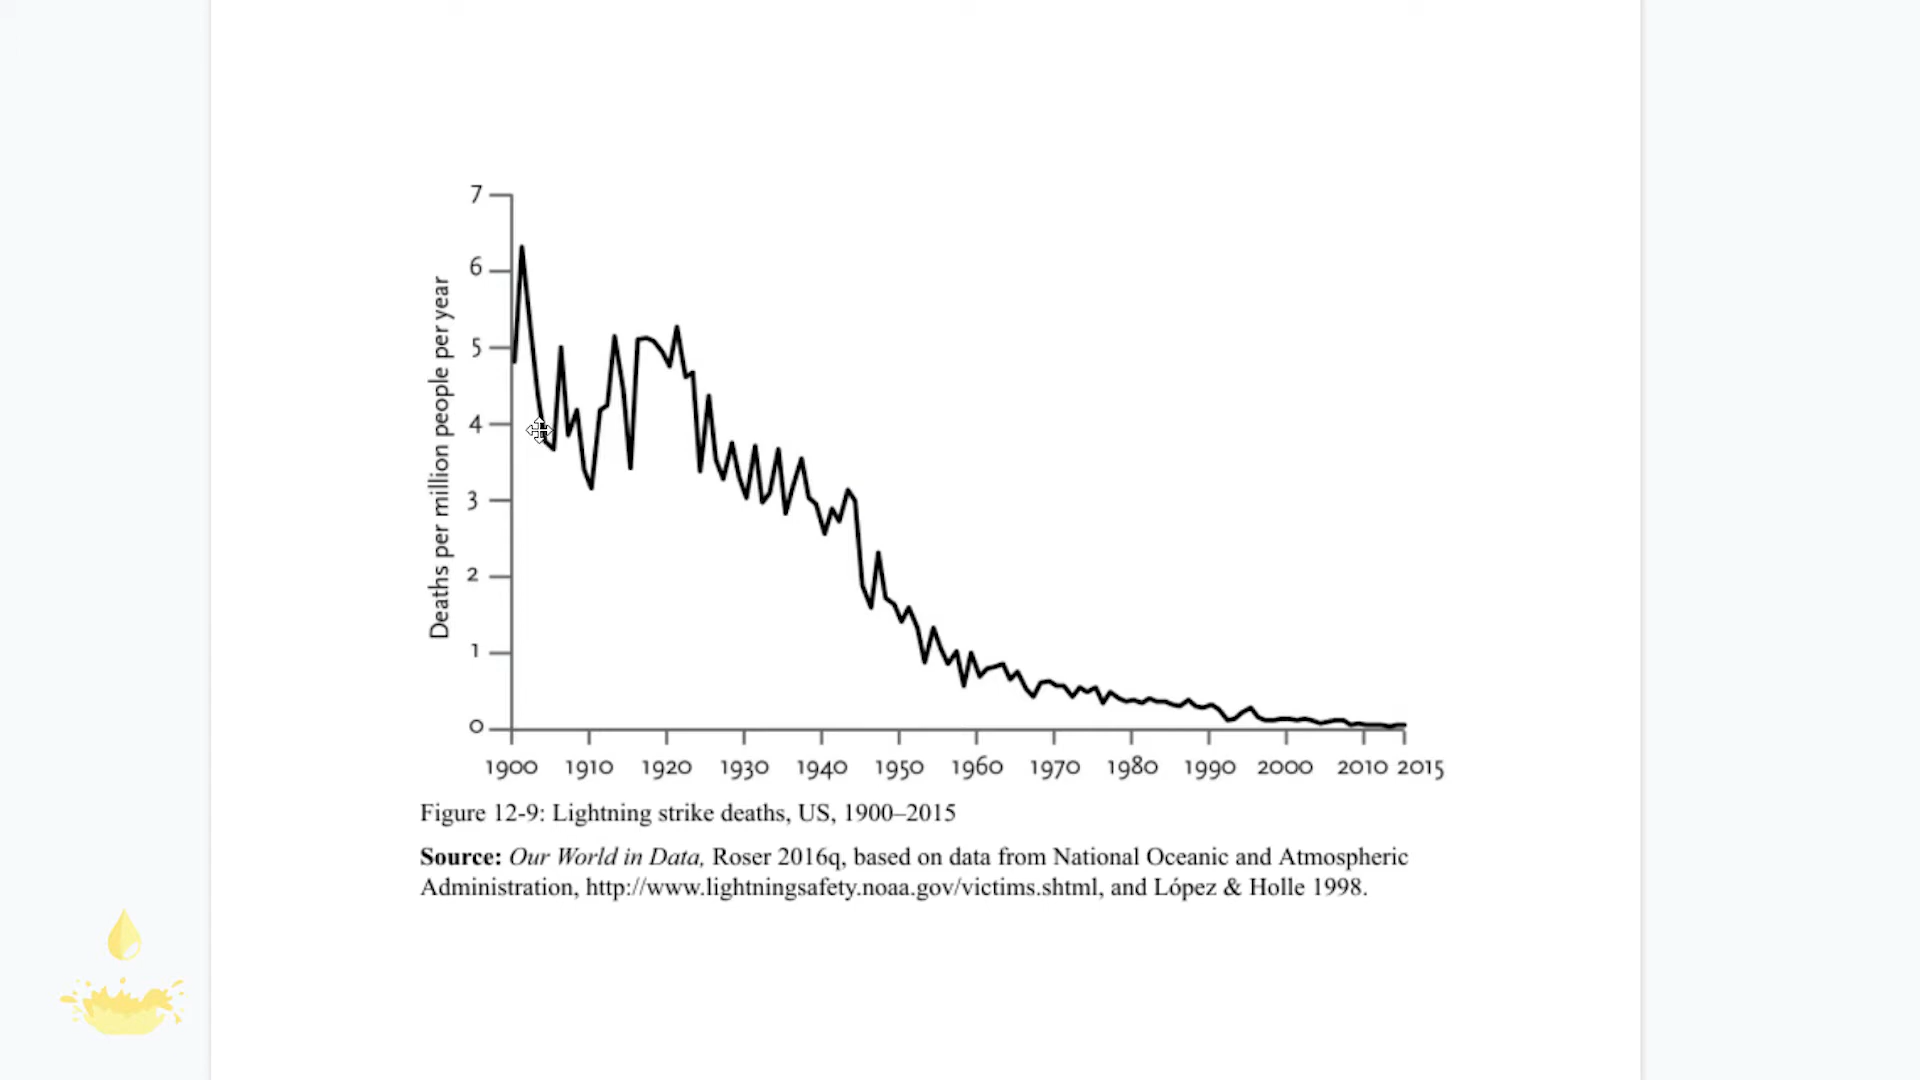 7
6
5
4
3
2
1
0
Deaths per million people per year
1900 1910 1920 1930 1940 1950 1960 1970 1980 1990 2000 2010 2015
Figure 12-9: Lightning strike deaths, US, 1900–2015
Source: Our World in Data, Roser 2016q, based on data from National Oceanic and Atmospheric
Administration, http://www.lightningsafety.noaa.gov/victims.shtml, and López & Holle 1998.